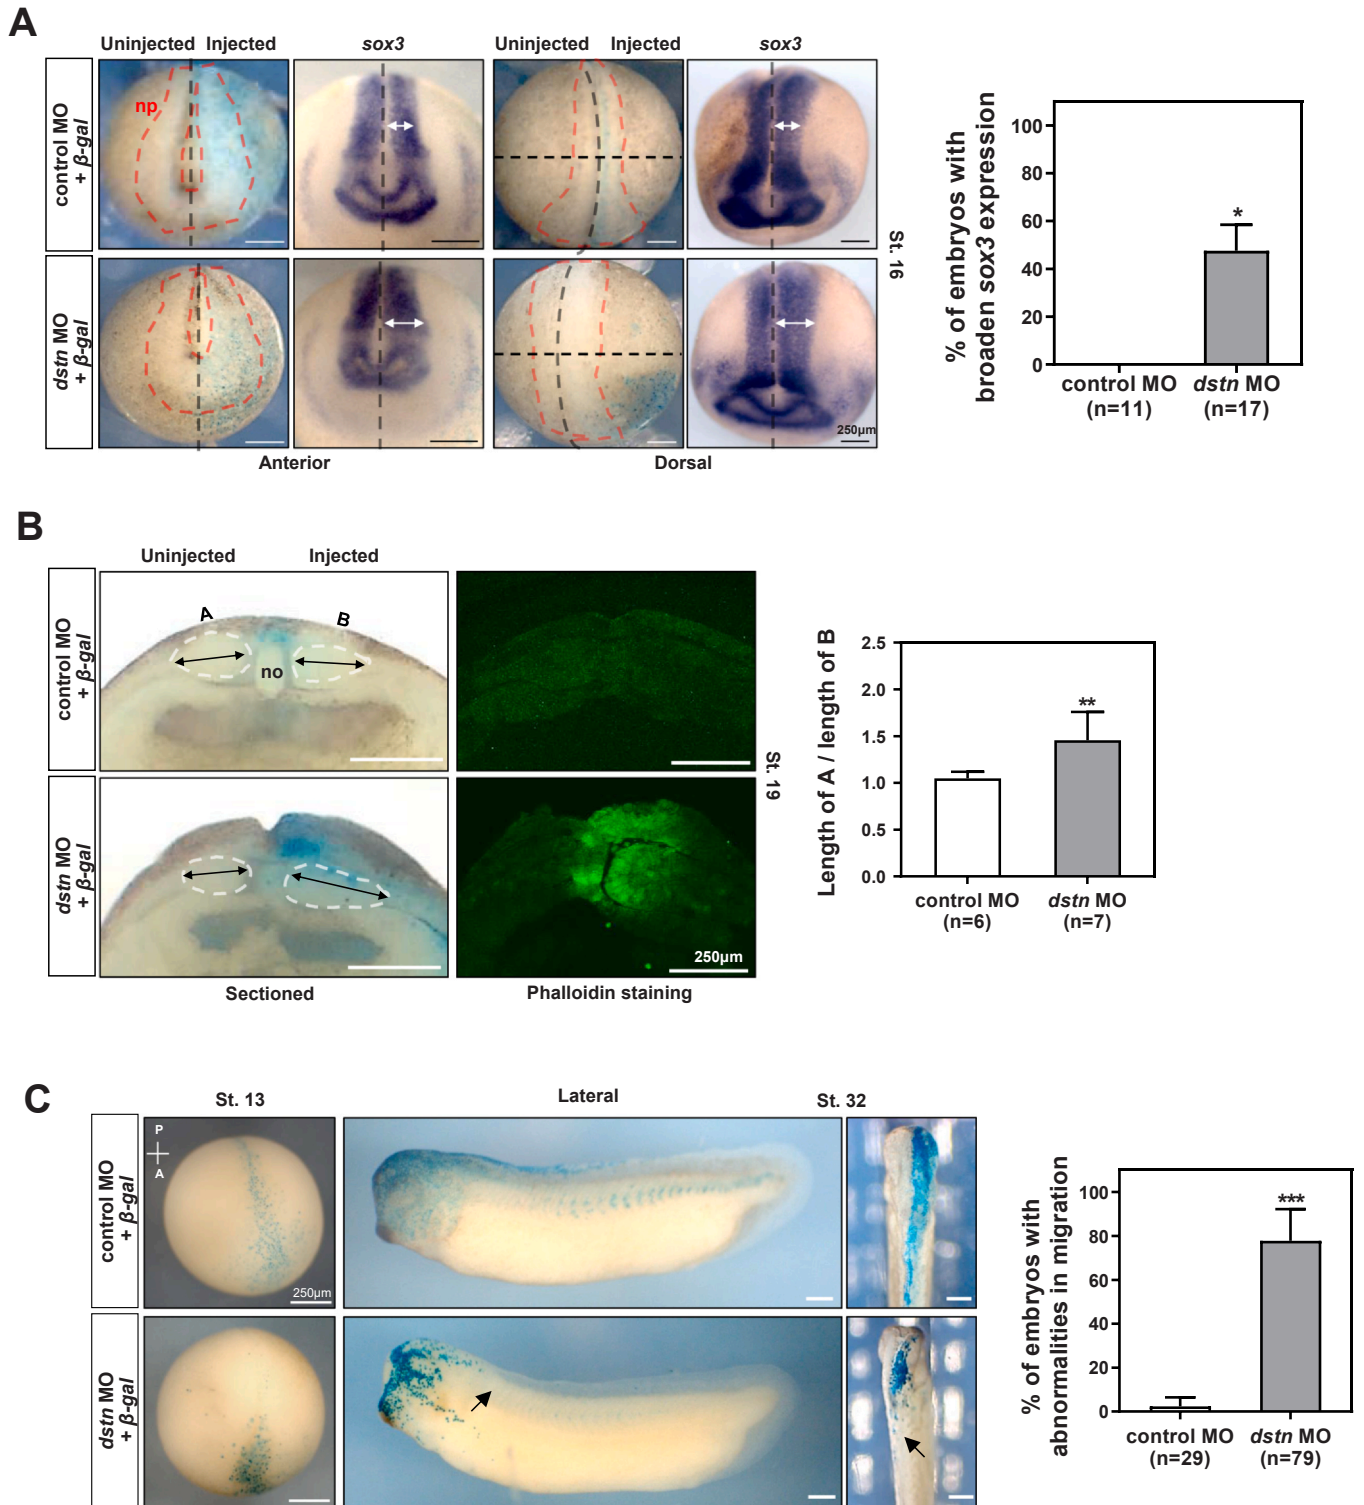 A
Uninjected Injected sox3 Uninjected Injected sox3
control MO
+ β-gal
np
dstn MO
+ β-gal
250μm
St. 16
Anterior Dorsal
% of embryos with
broaden sox3 expression
100
80
60
40
20
0
*
control MO dstn MO
(n=11) (n=17)
B
Uninjected Injected
control MO
+ β-gal
A B
no
dstn MO
+ β-gal
250μm
St. 19
Sectioned Phalloidin staining
Length of A / length of B
2.5
2.0
1.5
1.0
0.5
0.0
**
control MO dstn MO
(n=6) (n=7)
C
St. 13 Lateral St. 32
control MO
+ β-gal
P
A
250μm
dstn MO
+ β-gal
% of embryos with
abnormalities in migration
100
80
60
40
20
0
***
control MO dstn MO
(n=29) (n=79)